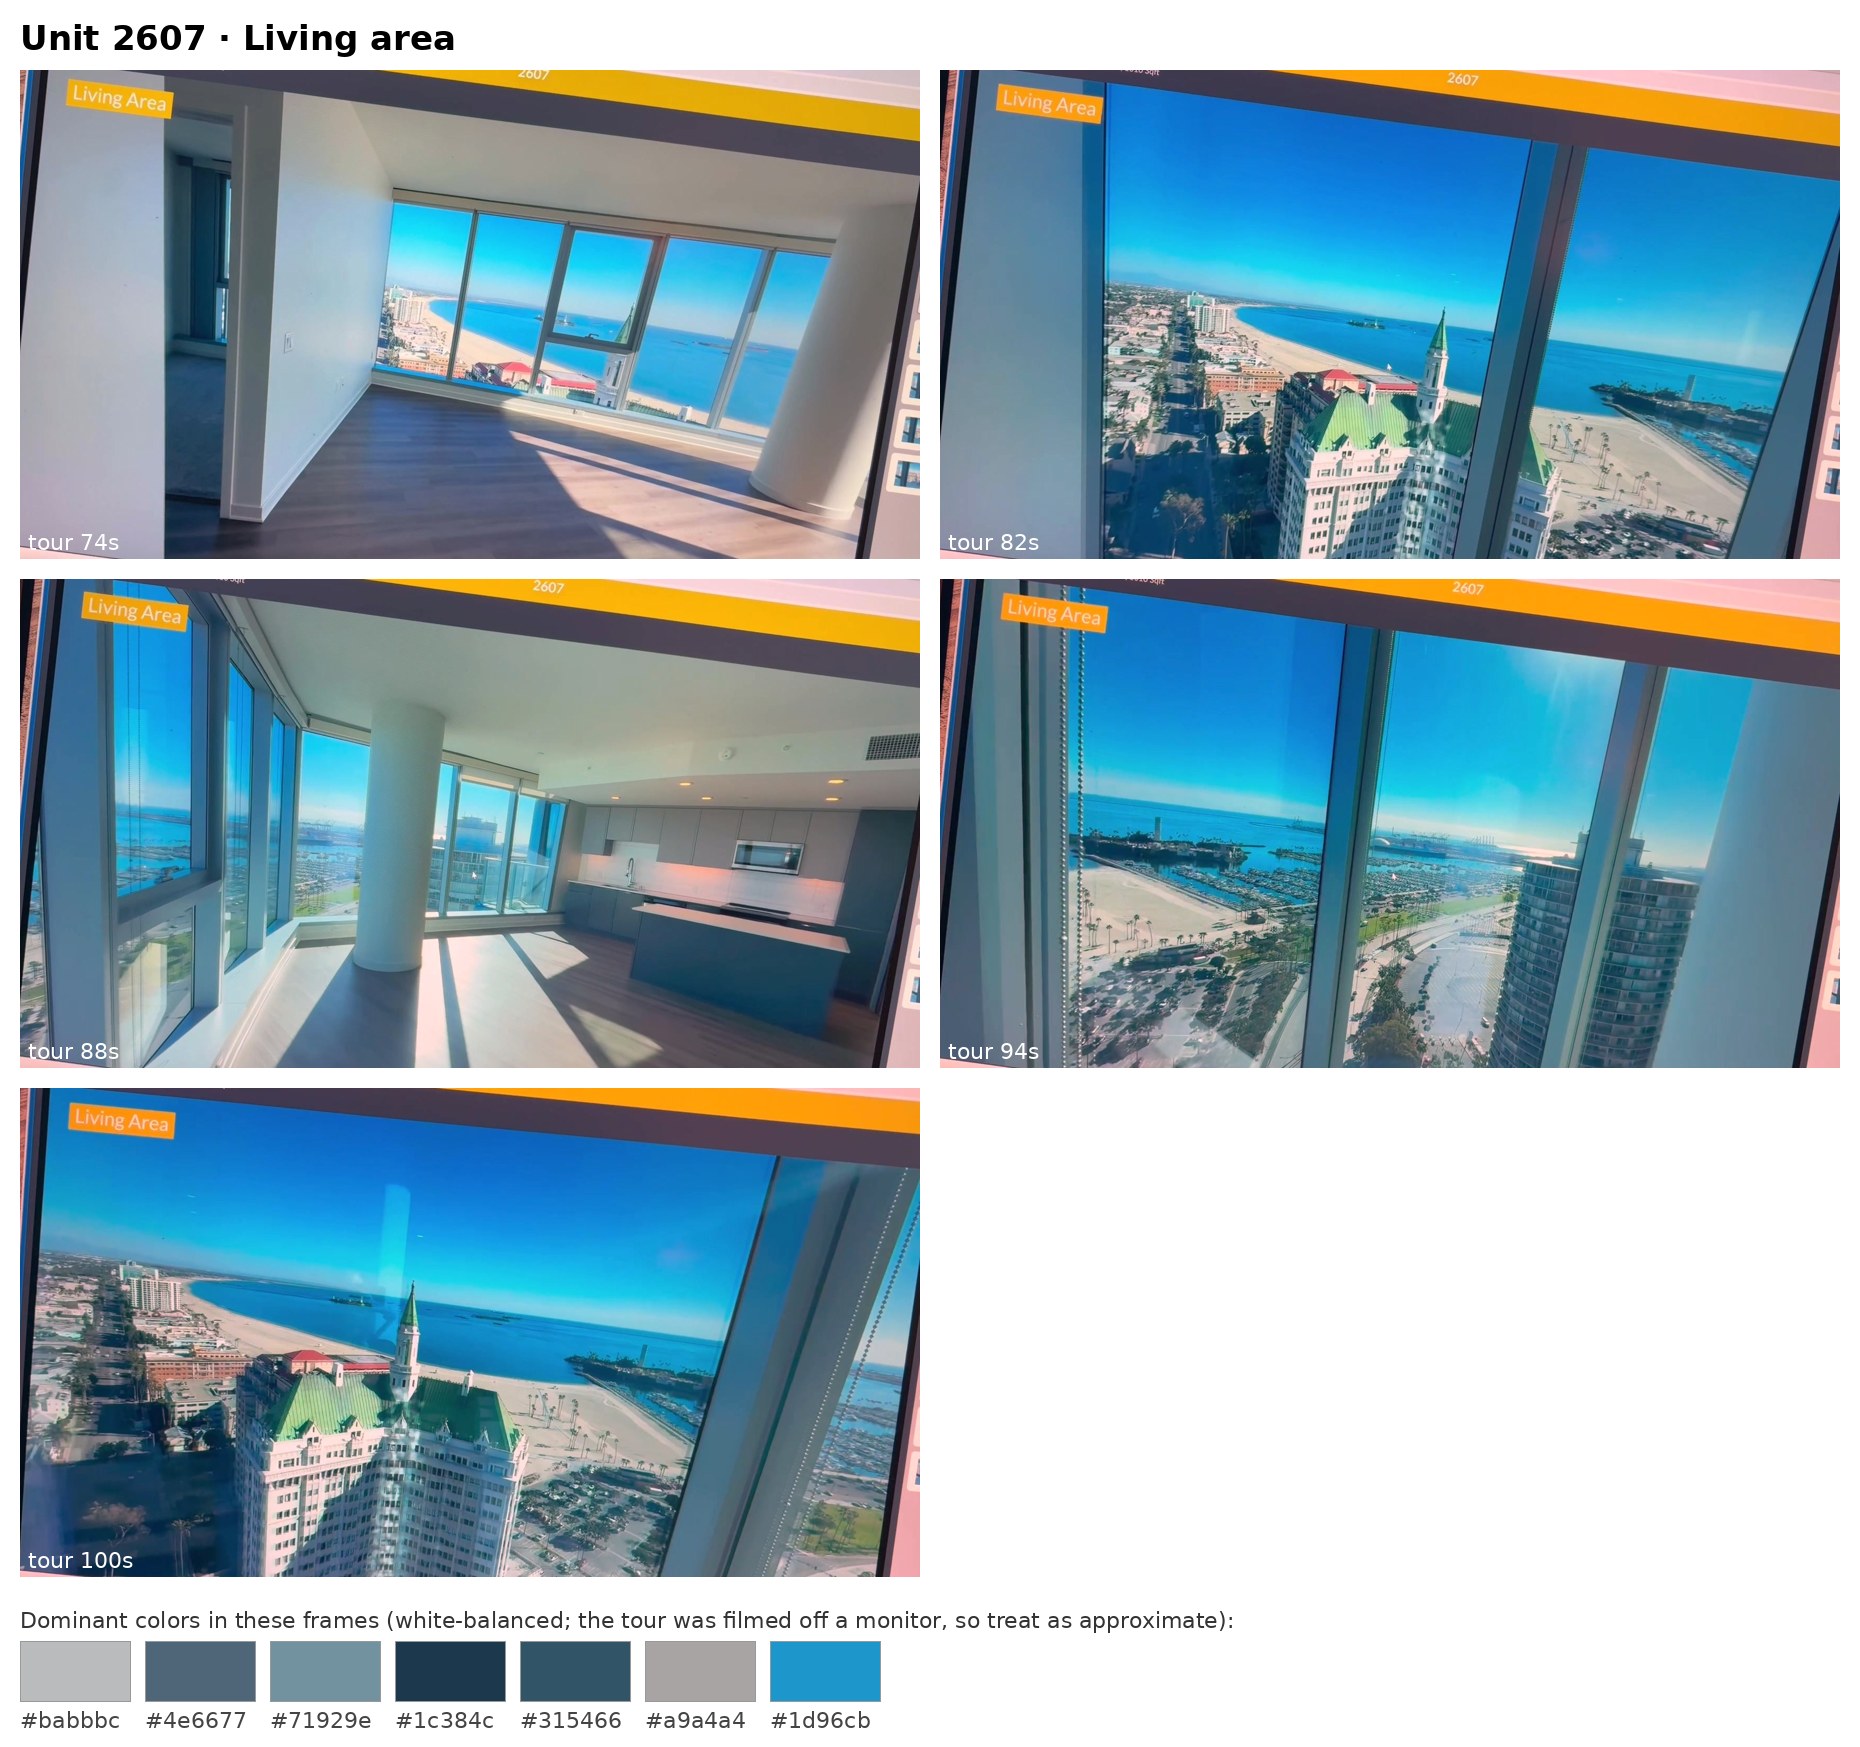 Unit 2607 · Living area
2607
Living Area
tour 74s
2607
Living Area
tour 82s
2607
Living Area
tour 88s
2607
Living Area
tour 94s
Living Area
tour 100s
Dominant colors in these frames (white-balanced; the tour was filmed off a monitor, so treat as approximate):
#babbbc #4e6677 #71929e #1c384c #315466 #a9a4a4 #1d96cb